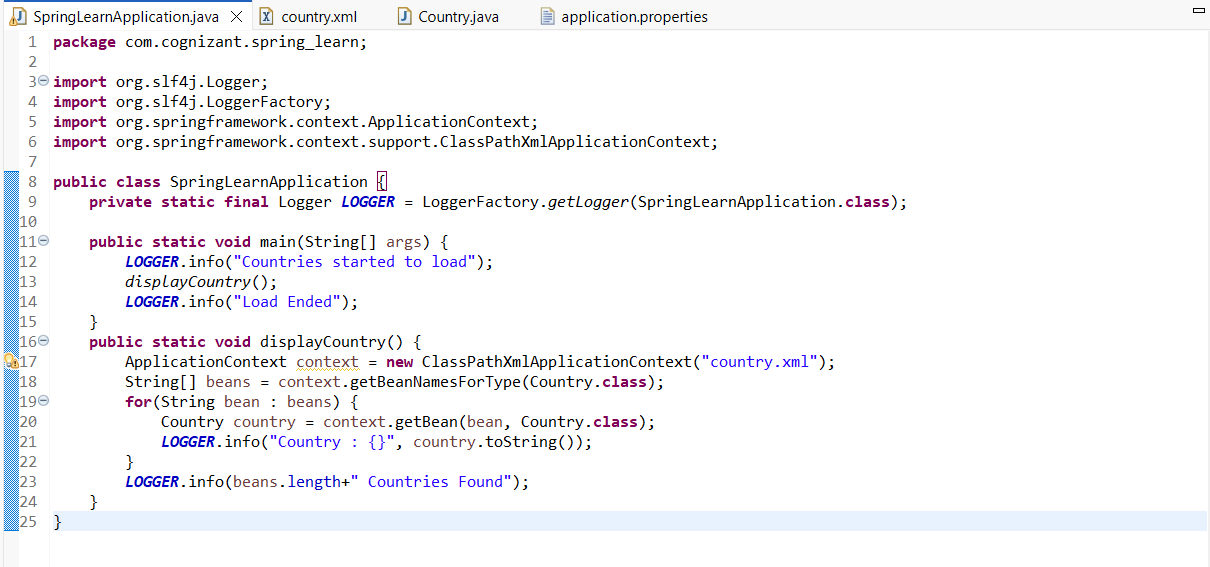 SpringLearnApplication.java country.xml Country.java application.properties
1 package com.cognizant.spring_learn;
2
3 import org.slf4j.Logger;
4 import org.slf4j.LoggerFactory;
5 import org.springframework.context.ApplicationContext;
6 import org.springframework.context.support.ClassPathXmlApplicationContext;
7
8 public class SpringLearnApplication {
9     private static final Logger LOGGER = LoggerFactory.getLogger(SpringLearnApplication.class);
10
11     public static void main(String[] args) {
12         LOGGER.info("Countries started to load");
13         displayCountry();
14         LOGGER.info("Load Ended");
15     }
16     public static void displayCountry() {
17         ApplicationContext context = new ClassPathXmlApplicationContext("country.xml");
18         String[] beans = context.getBeanNamesForType(Country.class);
19         for(String bean : beans) {
20             Country country = context.getBean(bean, Country.class);
21             LOGGER.info("Country : {}", country.toString());
22         }
23         LOGGER.info(beans.length+" Countries Found");
24     }
25 }